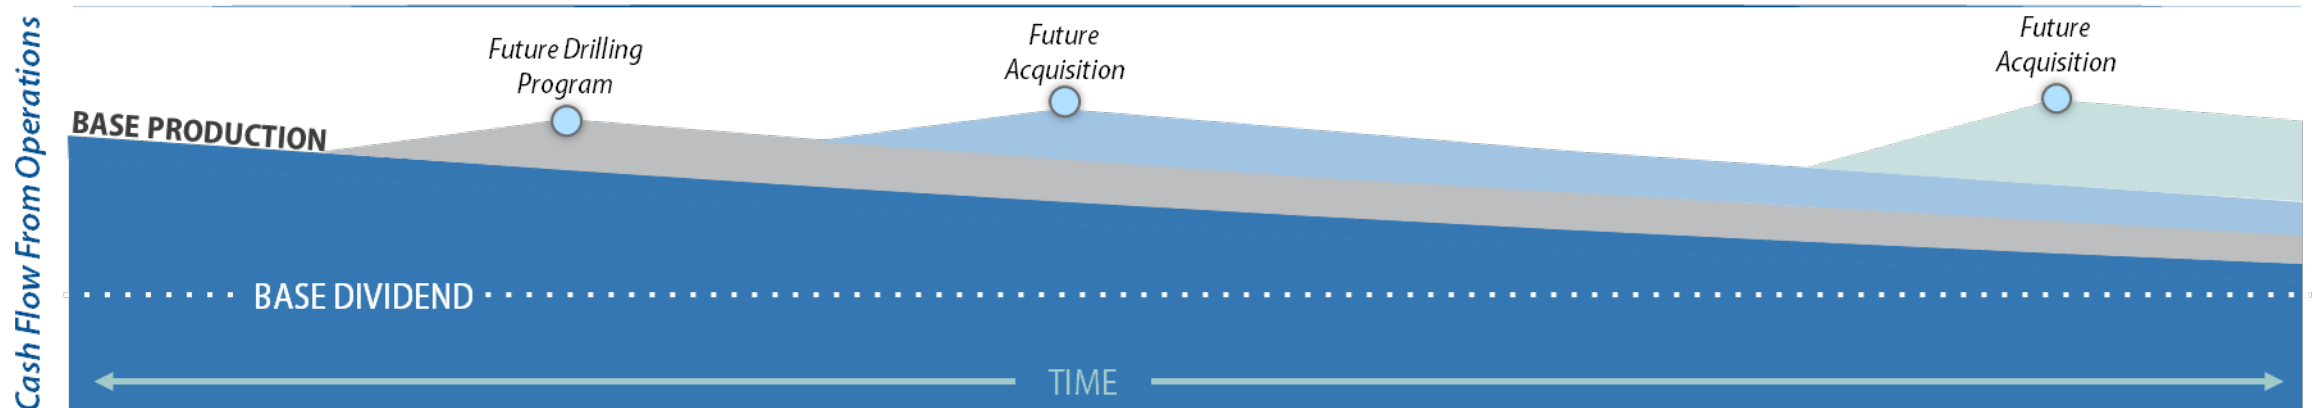 Cash Flow From Operations
Future Drilling
Program
Future
Acquisition
Future
Acquisition
BASE PRODUCTION
BASE DIVIDEND
TIME